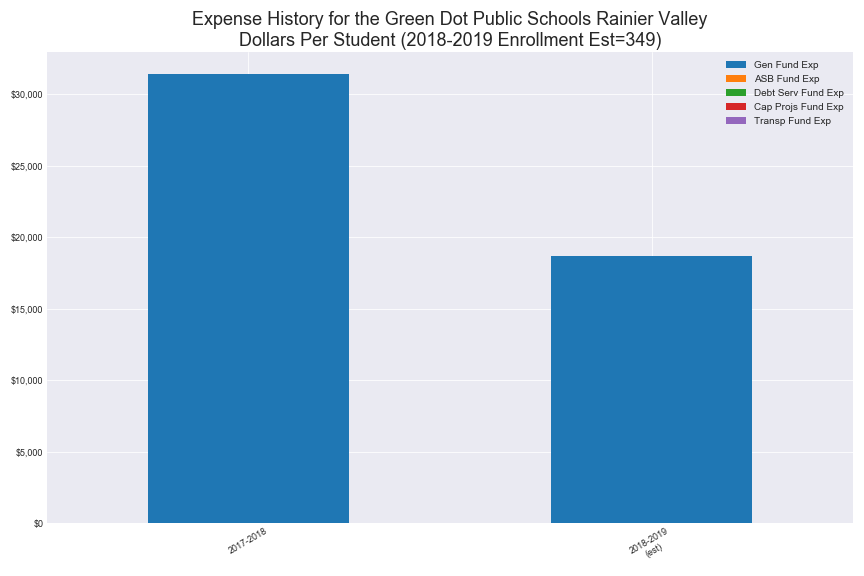 Expense History for the Green Dot Public Schools Rainier Valley
Dollars Per Student (2018-2019 Enrollment Est=349)
Gen Fund Exp
ASB Fund Exp
Debt Serv Fund Exp
Cap Projs Fund Exp
Transp Fund Exp
$30,000
$25,000
$20,000
$15,000
$10,000
$5,000
$0
2017-2018
2018-2019
(est)